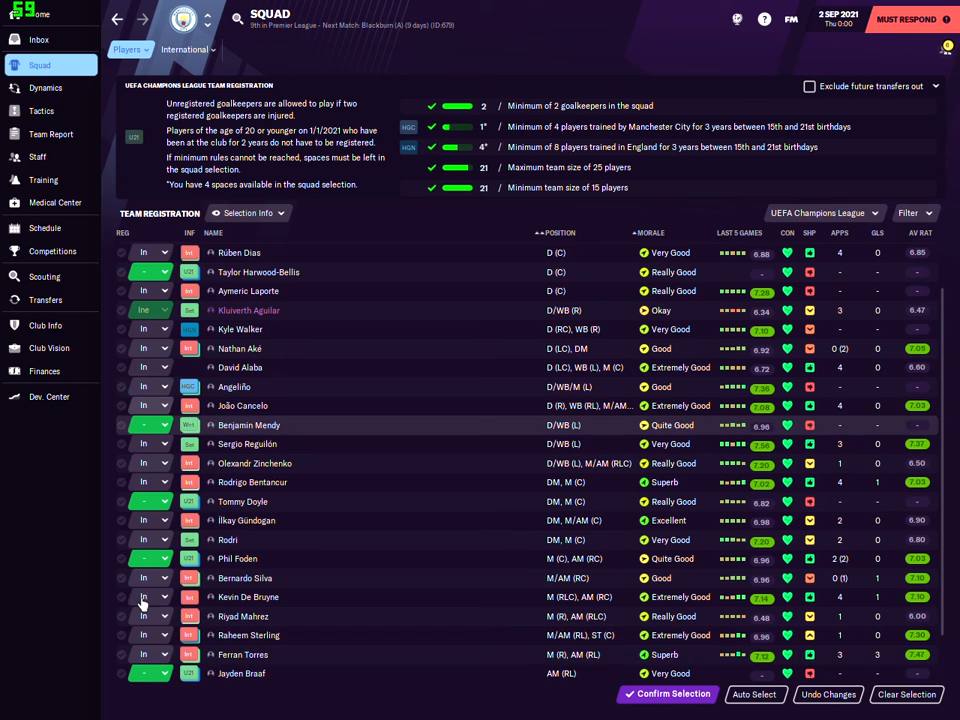 59
Home
SQUAD
9th in Premier League - Next Match: Blackburn (A) (9 days) (ID:679)
? FM
2 SEP 2021
Thu 0:00
MUST RESPOND
6
Inbox
Squad
Dynamics
Tactics
Team Report
Staff
Training
Medical Center
Schedule
Competitions
Scouting
Transfers
Club Info
Club Vision
Finances
Dev. Center
Players International
UEFA CHAMPIONS LEAGUE TEAM REGISTRATION
Exclude future transfers out
U21
Unregistered goalkeepers are allowed to play if two
registered goalkeepers are injured.
Players of the age of 20 or younger on 1/1/2021 who have
been at the club for 2 years do not have to be registered.
If minimum rules cannot be reached, spaces must be left in
the squad selection.
*You have 4 spaces available in the squad selection.
2 / Minimum of 2 goalkeepers in the squad
HGC 1* / Minimum of 4 players trained by Manchester City for 3 years between 15th and 21st birthdays
HGN 4* / Minimum of 8 players trained in England for 3 years between 15th and 21st birthdays
21 / Maximum team size of 25 players
21 / Minimum team size of 15 players
TEAM REGISTRATION Selection Info UEFA Champions League Filter
REG INF NAME POSITION MORALE LAST 5 GAMES CON SHP APPS GLS AV RAT
In Int Rúben Dias D (C) Very Good 6.88 4 0 6.85
- U21 Taylor Harwood-Bellis D (C) Really Good - - - -
In Int Aymeric Laporte D (C) Really Good 7.28 - - -
Ine Set Kluiverth Aguilar D/WB (R) Okay 6.34 3 0 6.47
In HGN Kyle Walker D (RC), WB (R) Very Good 7.10 - - -
In Int Nathan Aké D (LC), DM Good 6.92 0 (2) 0 7.05
In David Alaba D (LC), WB (L), M (C) Extremely Good 6.72 4 0 6.60
In HGC Angeliño D/WB/M (L) Good 7.36 - - -
In Int João Cancelo D (R), WB (RL), M/AM... Extremely Good 7.08 4 0 7.03
- Wnt Benjamin Mendy D/WB (L) Quite Good 6.96 - - -
In Set Sergio Reguilón D/WB (L) Very Good 7.56 3 0 7.37
In Int Olexandr Zinchenko D/WB (L), M/AM (RLC) Really Good 7.20 1 0 6.50
In Int Rodrigo Bentancur DM, M (C) Superb 7.02 4 1 7.03
- U21 Tommy Doyle DM, M (C) Really Good 6.82 - - -
In Int İlkay Gündogan DM, M/AM (C) Excellent 6.98 2 0 6.90
In Set Rodri DM, M (C) Very Good 7.20 2 0 6.80
- U21 Phil Foden M (C), AM (RC) Quite Good 6.96 2 (2) 0 7.03
In Int Bernardo Silva M/AM (RC) Good 6.96 0 (1) 1 7.10
In Int Kevin De Bruyne M (RLC), AM (RC) Extremely Good 7.14 4 1 7.10
In Int Riyad Mahrez M (R), AM (RLC) Really Good 6.48 1 0 6.00
In Int Raheem Sterling M/AM (RL), ST (C) Extremely Good 6.96 1 0 7.30
In Int Ferran Torres M (R), AM (RL) Superb 7.12 3 3 7.47
- U21 Jayden Braaf AM (RL) Very Good - - - -
Confirm Selection Auto Select Undo Changes Clear Selection